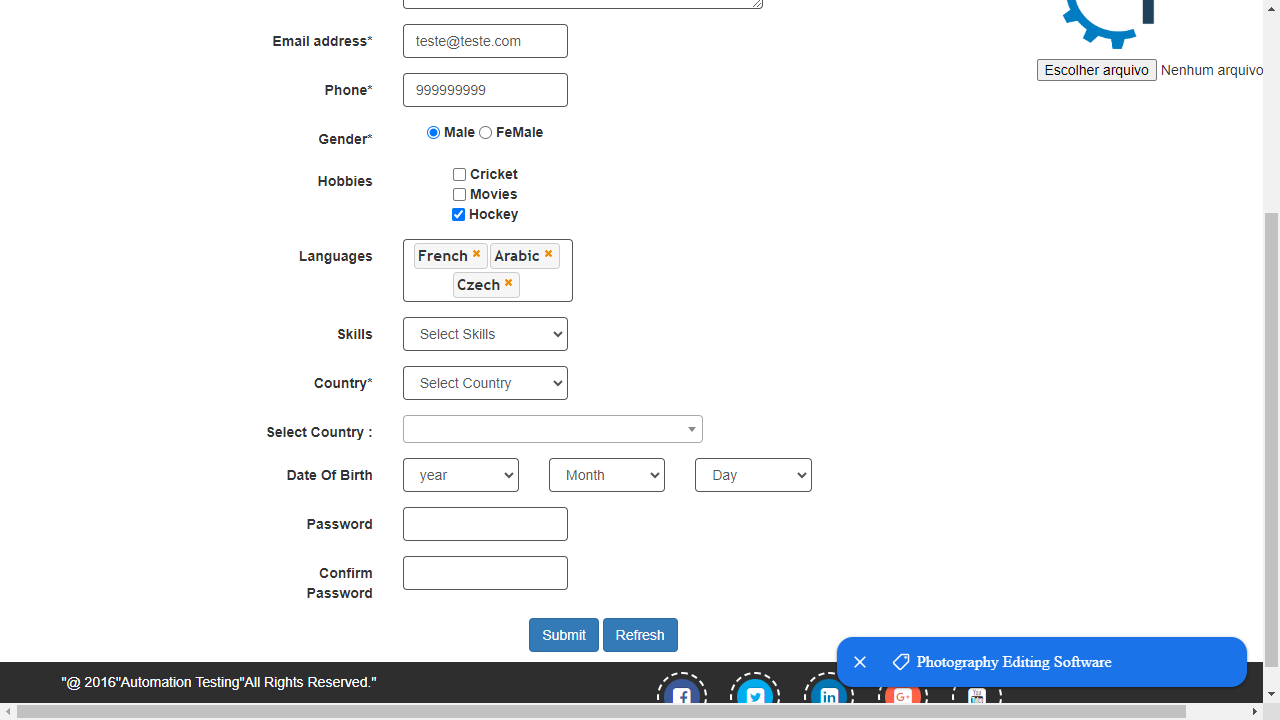 Email address* teste@teste.com
Escolher arquivo Nenhum arquivo
Phone* 999999999
Gender* Male FeMale
Hobbies Cricket
Movies
Hockey
Languages French Arabic
Czech
Skills Select Skills
Country* Select Country
Select Country :
Date Of Birth year Month Day
Password
Confirm
Password
Submit Refresh
Photography Editing Software
"@ 2016"Automation Testing"All Rights Reserved."
f in G+ You